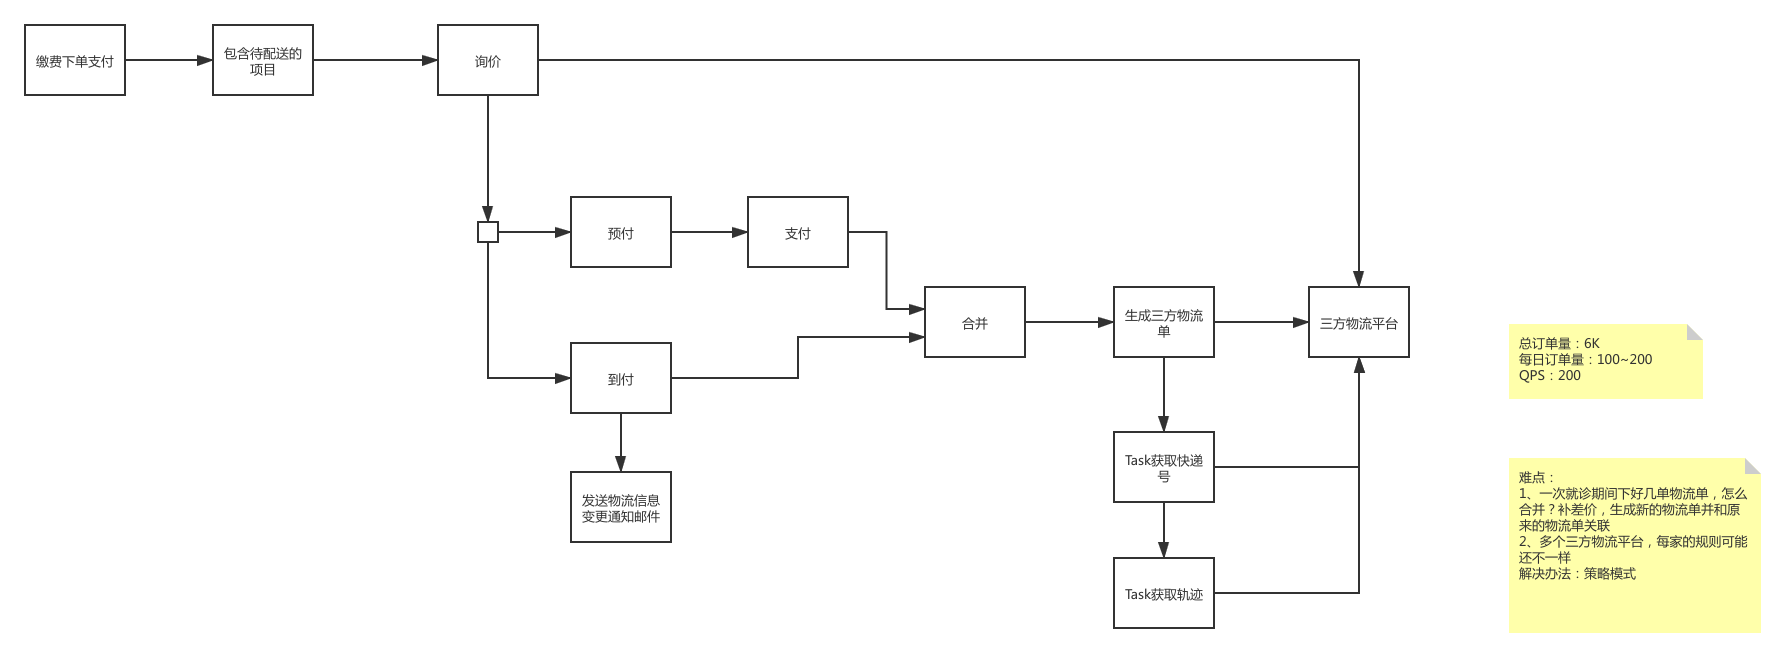 缴费下单支付
包含待配送的
项目
询价
预付
支付
合并
生成三方物流
单
三方物流平台
到付
发送物流信息
变更通知邮件
Task获取快递
号
Task获取轨迹
总订单量：6K
每日订单量：100~200
QPS：200
难点：
1、一次就诊期间下好几单物流单，怎么
合并？补差价，生成新的物流单并和原
来的物流单关联
2、多个三方物流平台，每家的规则可能
还不一样
解决办法：策略模式